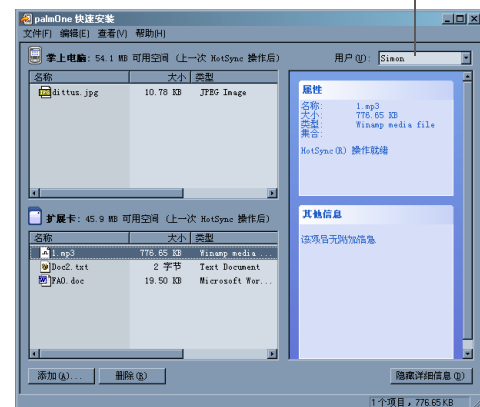 palmOne 快速安装
文件(F) 编辑(E) 查看(V) 帮助(H)
掌上电脑: 54.1 MB 可用空间 (上一次 HotSync 操作后)
用户(U): Simon
名称 大小 类型
dittus.jpg 10.78 KB JPEG Image
属性
名称: 1.mp3
大小: 776.65 KB
类型: Winamp media file
集合:
HotSync(R) 操作就绪
扩展卡: 45.9 MB 可用空间 (上一次 HotSync 操作后)
名称 大小 类型
1.mp3 776.65 KB Winamp media ...
Doc2.txt 2 字节 Text Document
FAO.doc 19.50 KB Microsoft Wor...
其他信息
该项目无附加信息
添加(A)... 删除(R) 隐藏详细信息(D)
1 个项目，776.65 KB